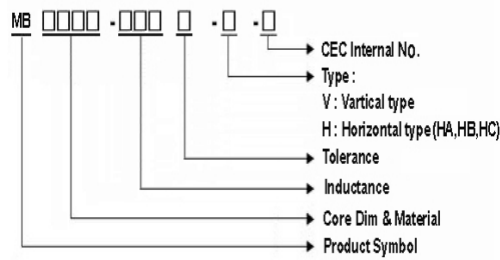 MB □□□□ - □□□ □ - □ - □
CEC Internal No.
Type :
V : Vartical type
H : Horizontal type (HA,HB,HC)
Tolerance
Inductance
Core Dim & Material
Product Symbol